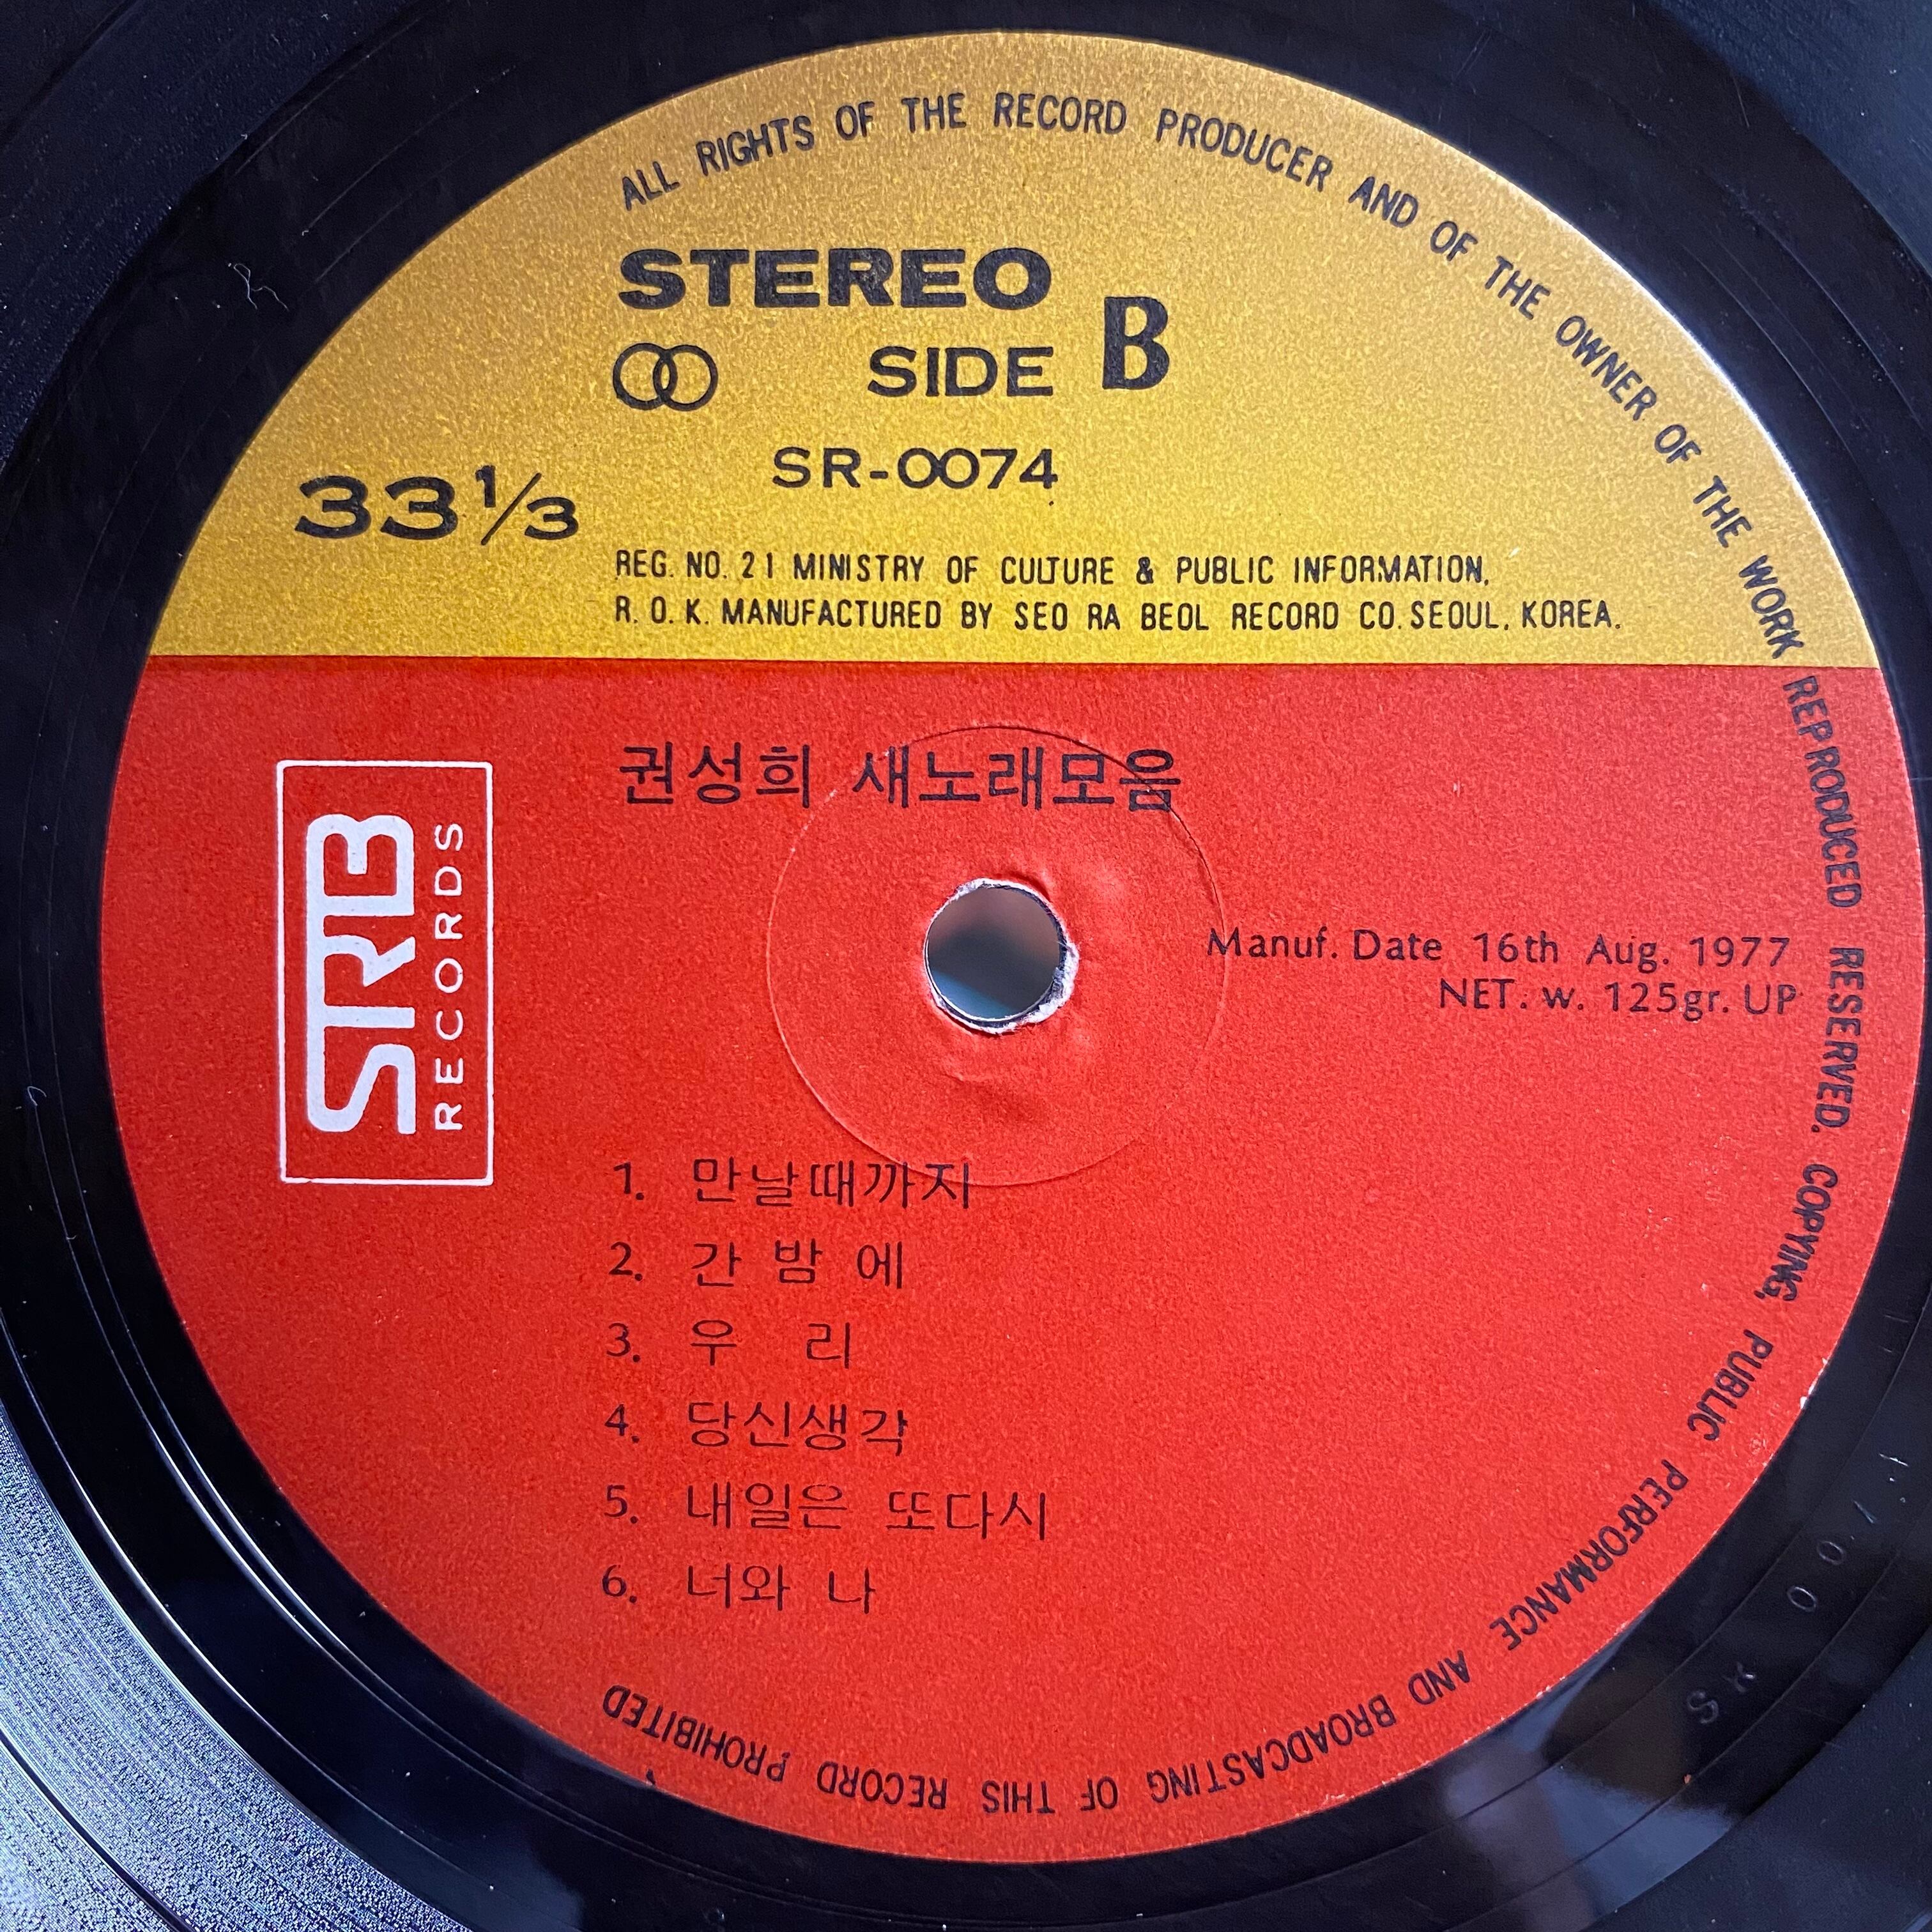 ALL RIGHTS OF THE RECORD PRODUCER AND OF THE OWNER OF THE WORK REPRODUCED RESERVED. COPYING, PUBLIC PERFORMANCE AND BROADCASTING OF THIS RECORD PROHIBITED
STEREO
SIDE B
SR-0074
33 1/3
REG. NO. 21 MINISTRY OF CULTURE & PUBLIC INFORMATION,
R. O. K. MANUFACTURED BY SEO RA BEOL RECORD CO. SEOUL, KOREA.
권성희 새노래모음
SRB
RECORDS
Manuf. Date 16th Aug. 1977
NET. w. 125gr. UP
1. 만날때까지
2. 간 밤 에
3. 우 리
4. 당신생각
5. 내일은 또다시
6. 너와 나